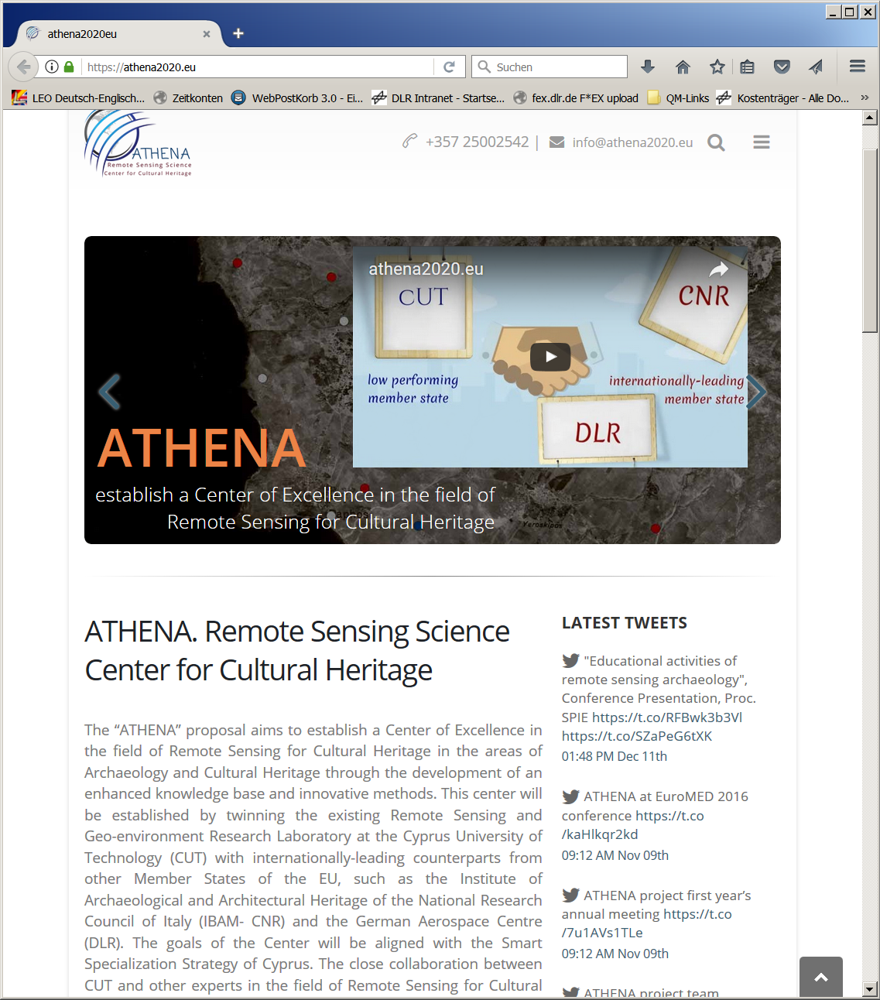 athena2020eu
https://athena2020.eu
Suchen
LEO Deutsch-Englisch...
Zeitkonten
WebPostKorb 3.0 - Ei...
DLR Intranet - Startse...
fex.dlr.de F*EX upload
QM-Links
Kostenträger - Alle Do...
ATHENA
Remote Sensing Science
Center for Cultural Heritage
+357 25002542 |
info@athena2020.eu
athena2020.eu
CUT
CNR
low performing
member state
internationally-leading
member state
DLR
ATHENA
establish a Center of Excellence in the field of
Remote Sensing for Cultural Heritage
Yeroskipos
ATHENA. Remote Sensing Science
Center for Cultural Heritage
The “ATHENA” proposal aims to establish a Center of Excellence in
the field of Remote Sensing for Cultural Heritage in the areas of
Archaeology and Cultural Heritage through the development of an
enhanced knowledge base and innovative methods. This center will
be established by twinning the existing Remote Sensing and
Geo-environment Research Laboratory at the Cyprus University of
Technology (CUT) with internationally-leading counterparts from
other Member States of the EU, such as the Institute of
Archaeological and Architectural Heritage of the National Research
Council of Italy (IBAM- CNR) and the German Aerospace Centre
(DLR). The goals of the Center will be aligned with the Smart
Specialization Strategy of Cyprus. The close collaboration between
CUT and other experts in the field of Remote Sensing for Cultural
LATEST TWEETS
"Educational activities of
remote sensing archaeology",
Conference Presentation, Proc.
SPIE https://t.co/RFBwk3b3Vl
https://t.co/SZaPeG6tXK
01:48 PM Dec 11th
ATHENA at EuroMED 2016
conference https://t.co
/kaHlkqr2kd
09:12 AM Nov 09th
ATHENA project first year’s
annual meeting https://t.co
/7u1AVs1TLe
09:12 AM Nov 09th
ATHENA project team